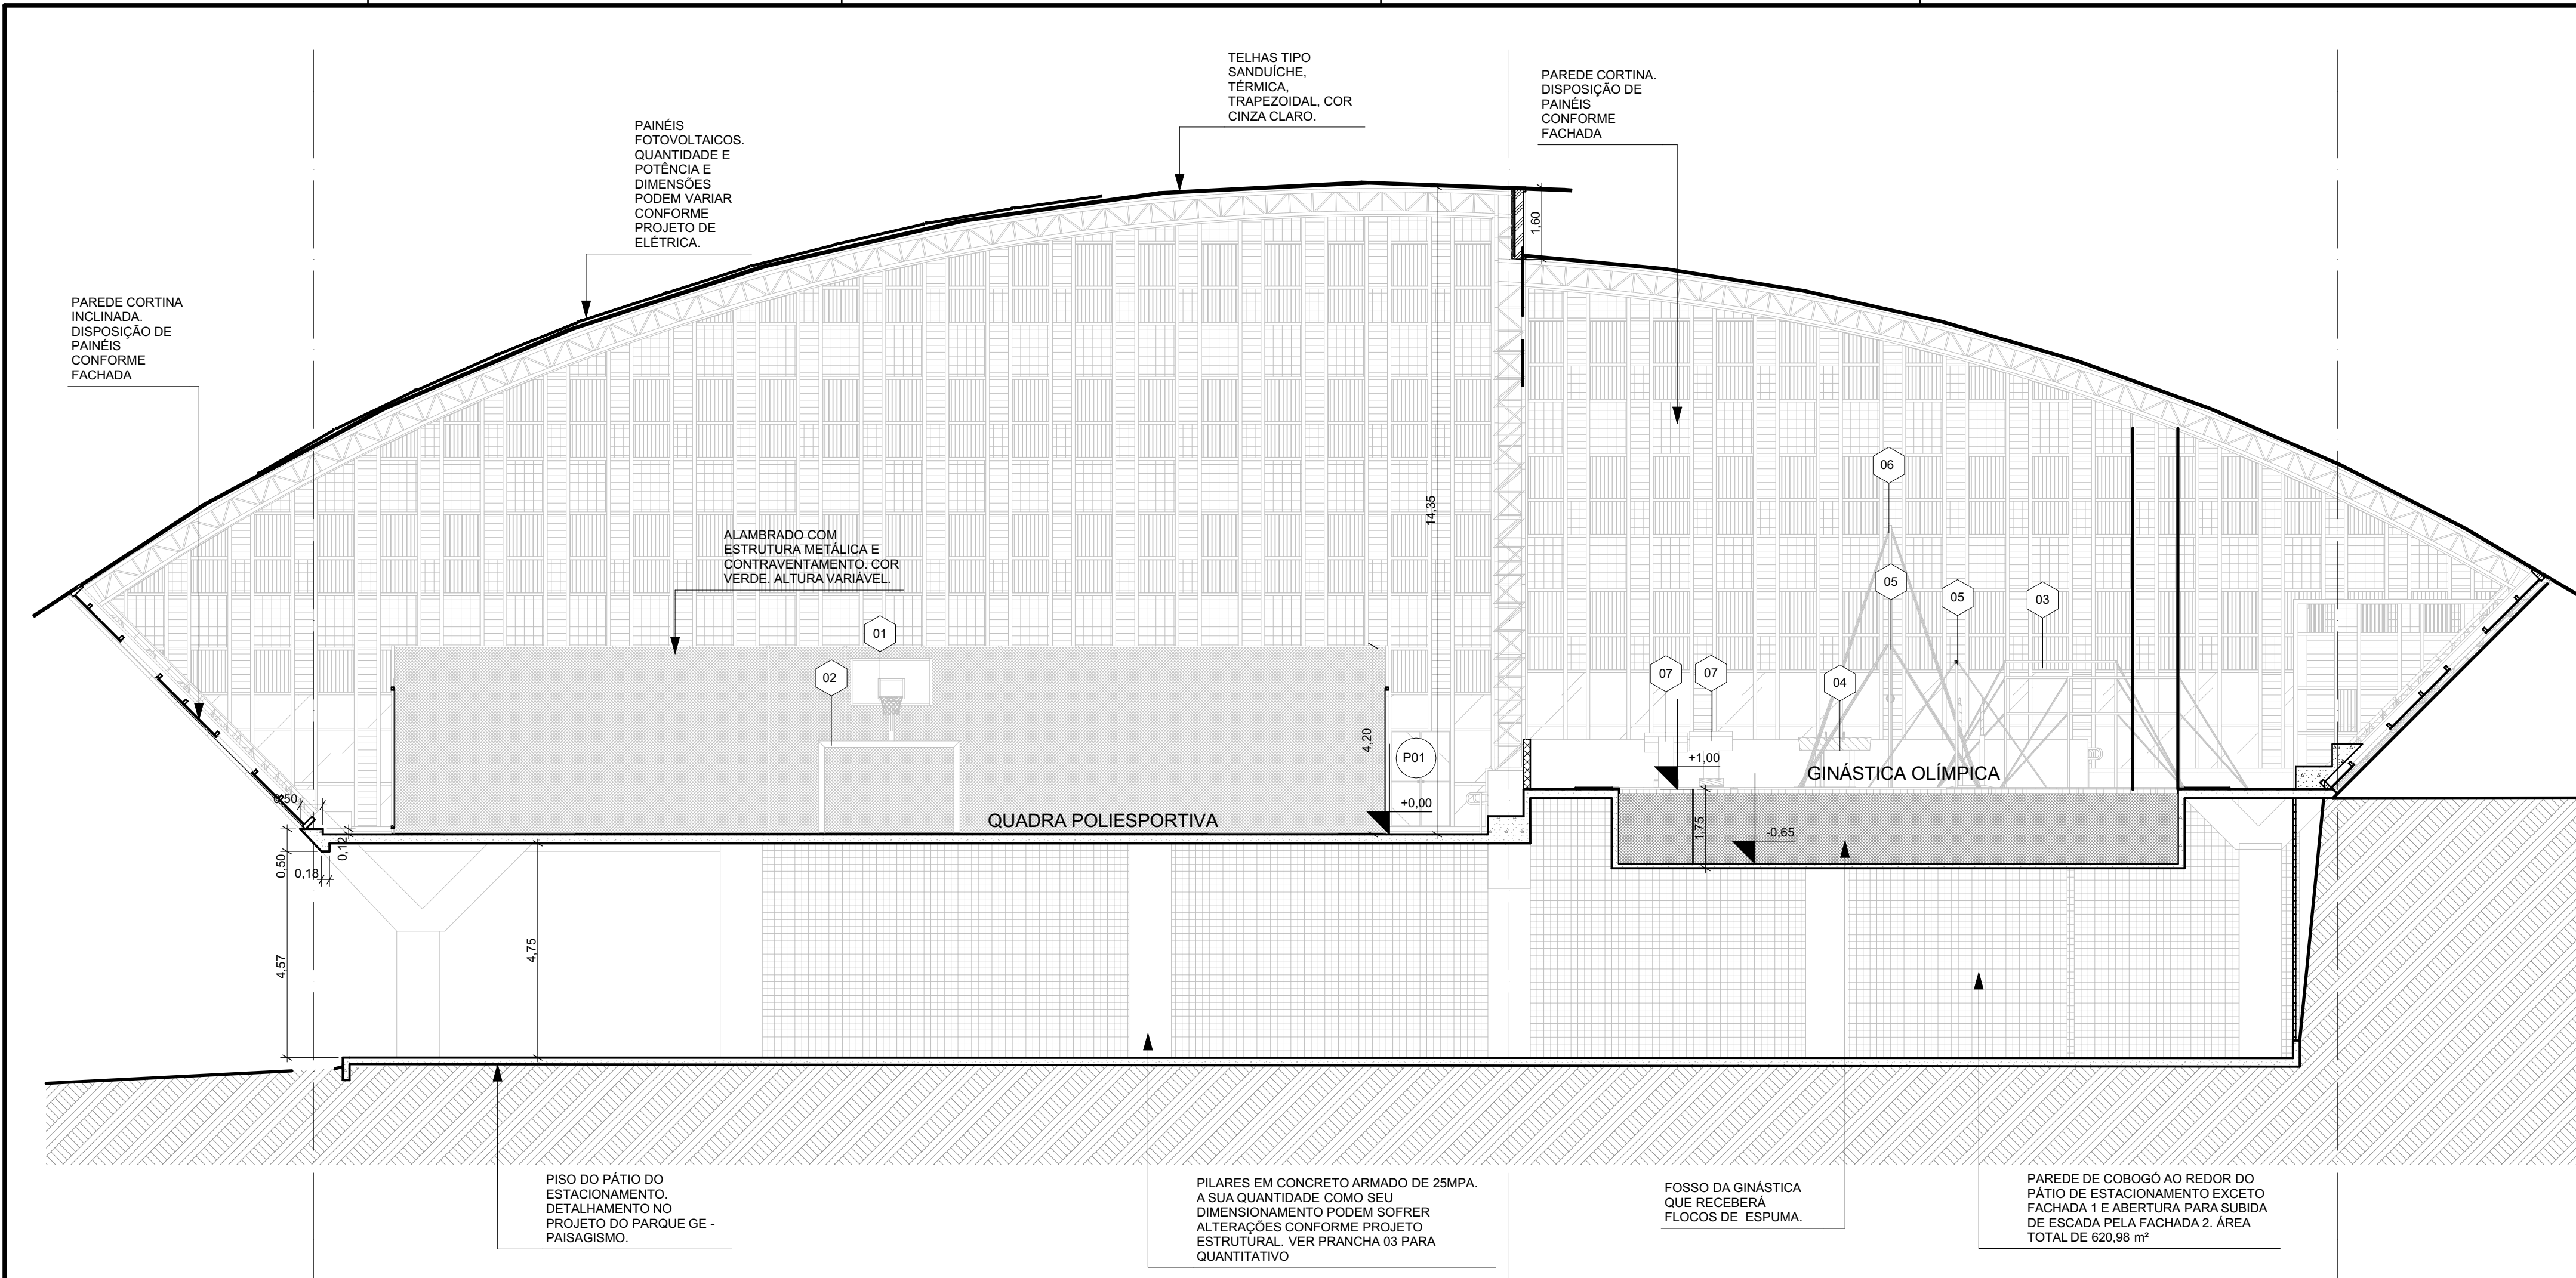 TELHAS TIPO
SANDUÍCHE,
TÉRMICA,
TRAPEZOIDAL, COR
CINZA CLARO.
PAREDE CORTINA.
DISPOSIÇÃO DE
PAINÉIS
CONFORME
FACHADA
PAINÉIS
FOTOVOLTAICOS.
QUANTIDADE E
POTÊNCIA E
DIMENSÕES
PODEM VARIAR
CONFORME
PROJETO DE
ELÉTRICA.
1,60
PAREDE CORTINA
INCLINADA.
DISPOSIÇÃO DE
PAINÉIS
CONFORME
FACHADA
14,35
06
ALAMBRADO COM
ESTRUTURA METÁLICA E
CONTRAVENTAMENTO. COR
VERDE. ALTURA VARIÁVEL.
05
05
03
01
02
07
07
04
4,20
P01
+1,00
GINÁSTICA OLÍMPICA
0,50
+0,00
QUADRA POLIESPORTIVA
1,75
-0,65
0,12
0,50
0,18
4,57
4,75
PISO DO PÁTIO DO
ESTACIONAMENTO.
DETALHAMENTO NO
PROJETO DO PARQUE GE -
PAISAGISMO.
PILARES EM CONCRETO ARMADO DE 25MPA.
A SUA QUANTIDADE COMO SEU
DIMENSIONAMENTO PODEM SOFRER
ALTERAÇÕES CONFORME PROJETO
ESTRUTURAL. VER PRANCHA 03 PARA
QUANTITATIVO
FOSSO DA GINÁSTICA
QUE RECEBERÁ
FLOCOS DE ESPUMA.
PAREDE DE COBOGÓ AO REDOR DO
PÁTIO DE ESTACIONAMENTO EXCETO
FACHADA 1 E ABERTURA PARA SUBIDA
DE ESCADA PELA FACHADA 2. ÁREA
TOTAL DE 620,98 m²